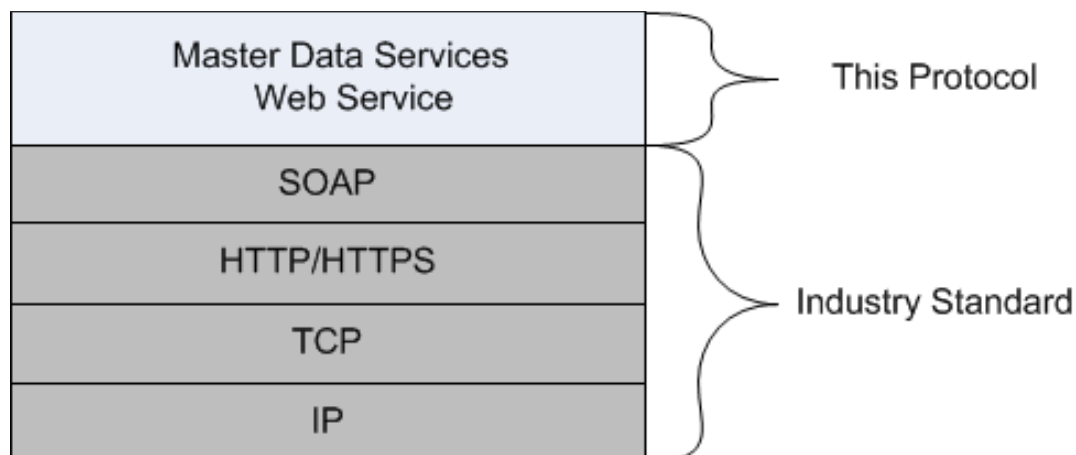 Master Data Services
Web Service
This Protocol
SOAP
HTTP/HTTPS
TCP
IP
Industry Standard